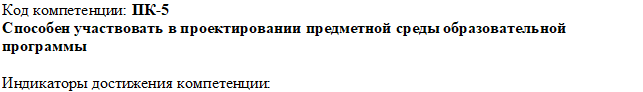 Код компетенции: ПК-5
Способен участвовать в проектировании предметной среды образовательной
программы
Индикаторы достижения компетенции: